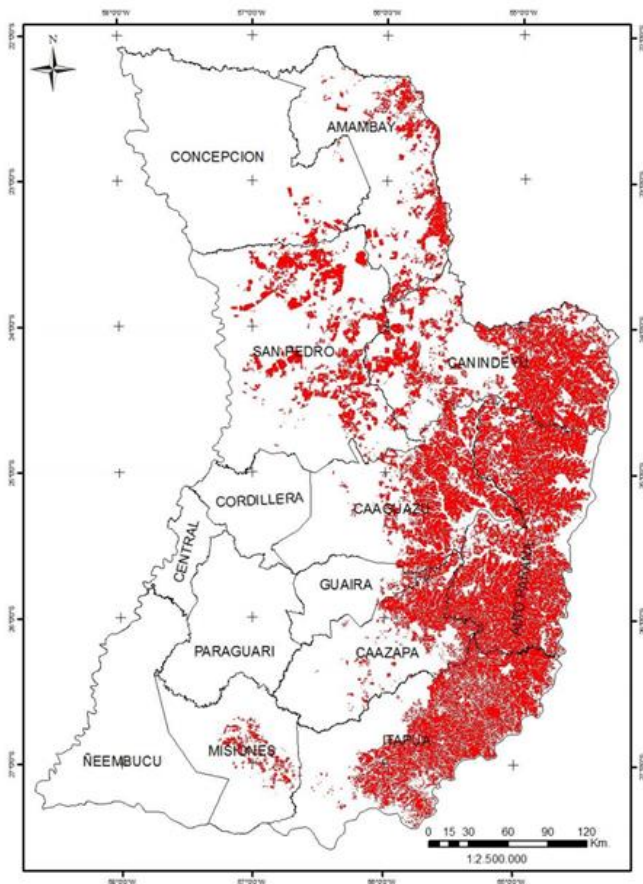 N
AMAMBAY
CONCEPCION
SAN PEDRO
CANINDEYU
CORDILLERA
CAAGUAZU
CENTRAL
GUAIRA
ALTO PARANA
PARAGUARI
CAAZAPA
ITAPUA
MISIONES
ÑEEMBUCU
0 15 30 60 90 120
Km.
1:2.500.000